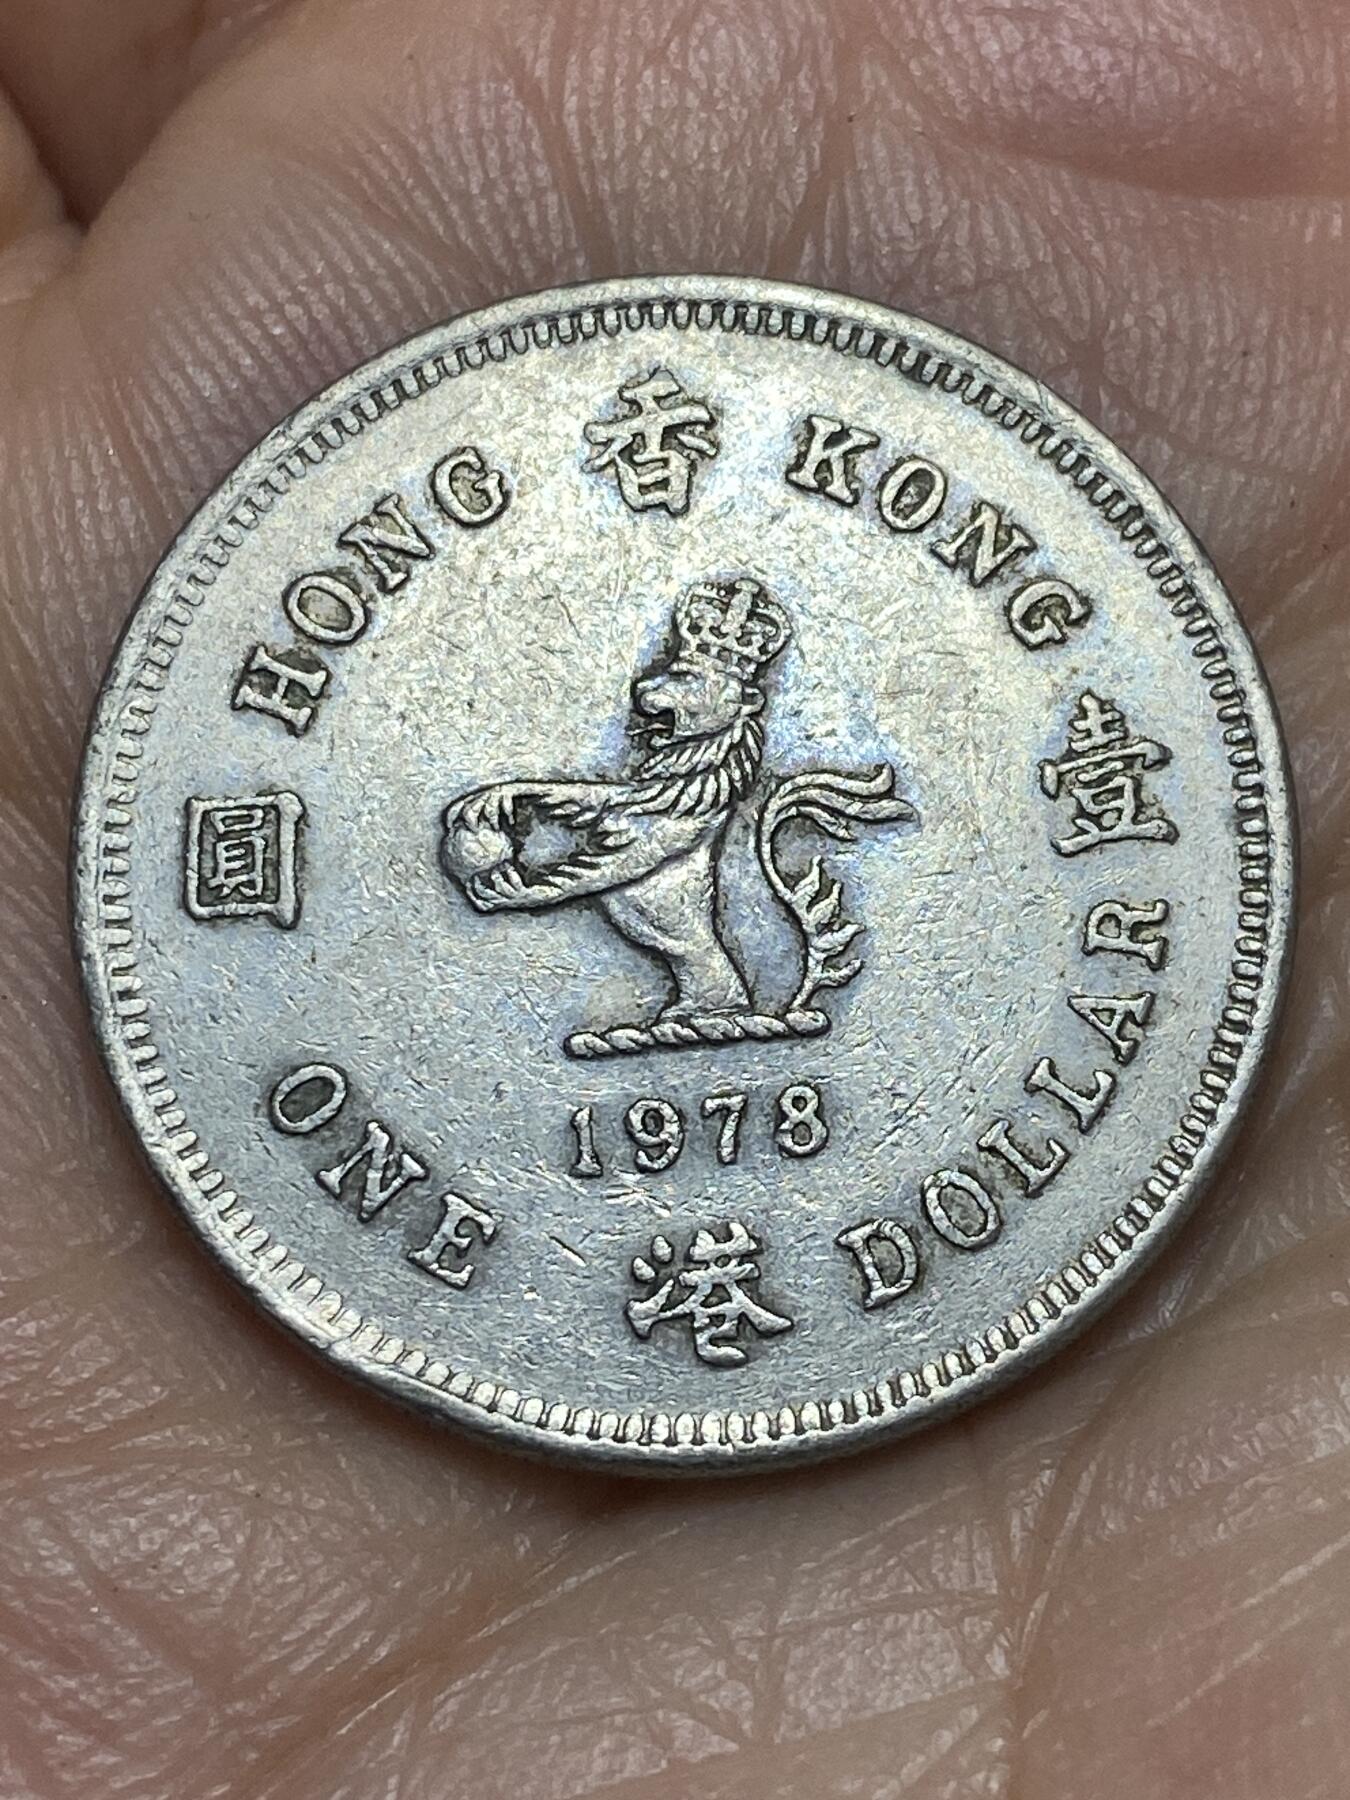 HONG KONG
香
港
壹
圓
1978
ONE DOLLAR